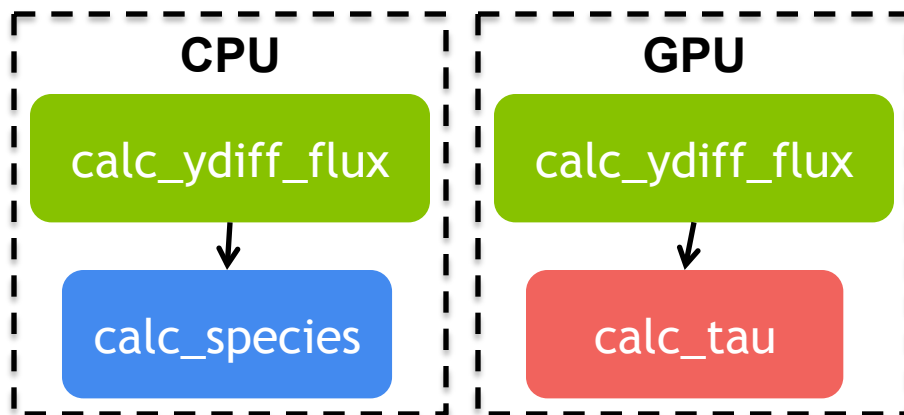 CPU
calc_ydiff_flux
calc_species
GPU
calc_ydiff_flux
calc_tau